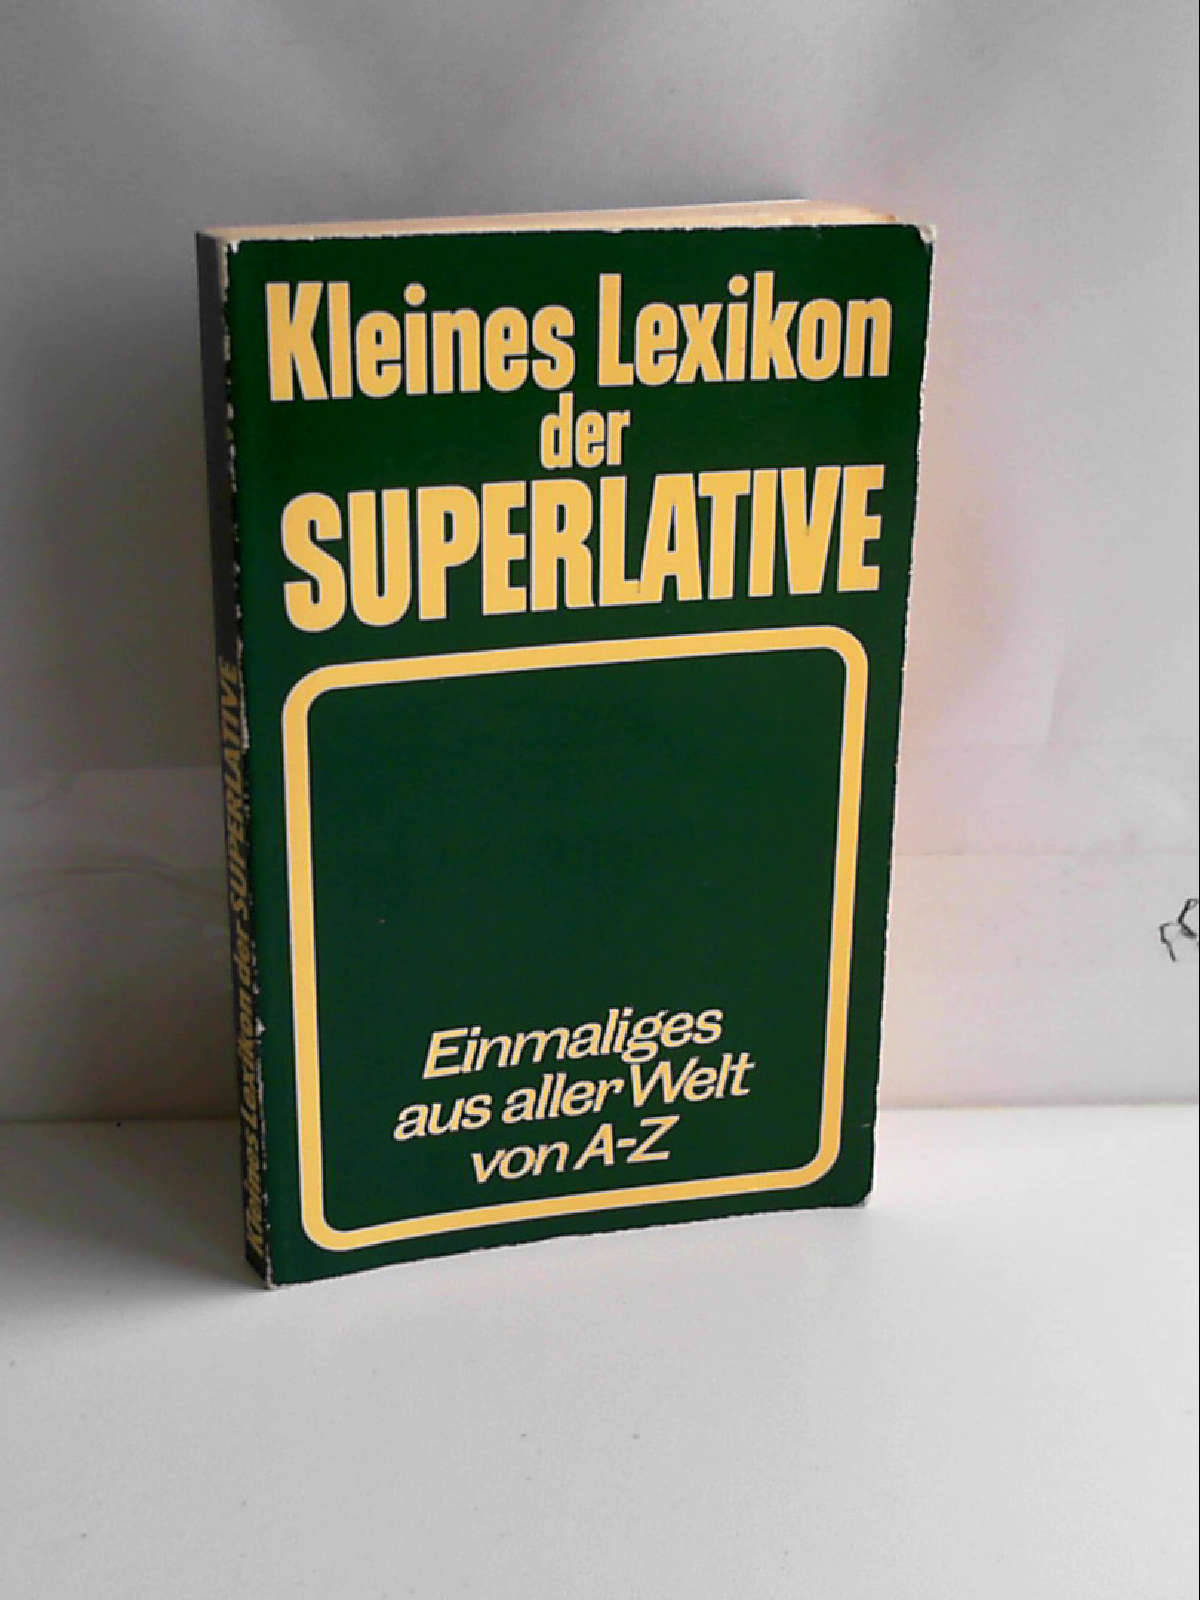 Kleines Lexikon
der
SUPERLATIVE
Einmaliges
aus aller Welt
von A-Z
Kleines Lexikon der SUPERLATIVE